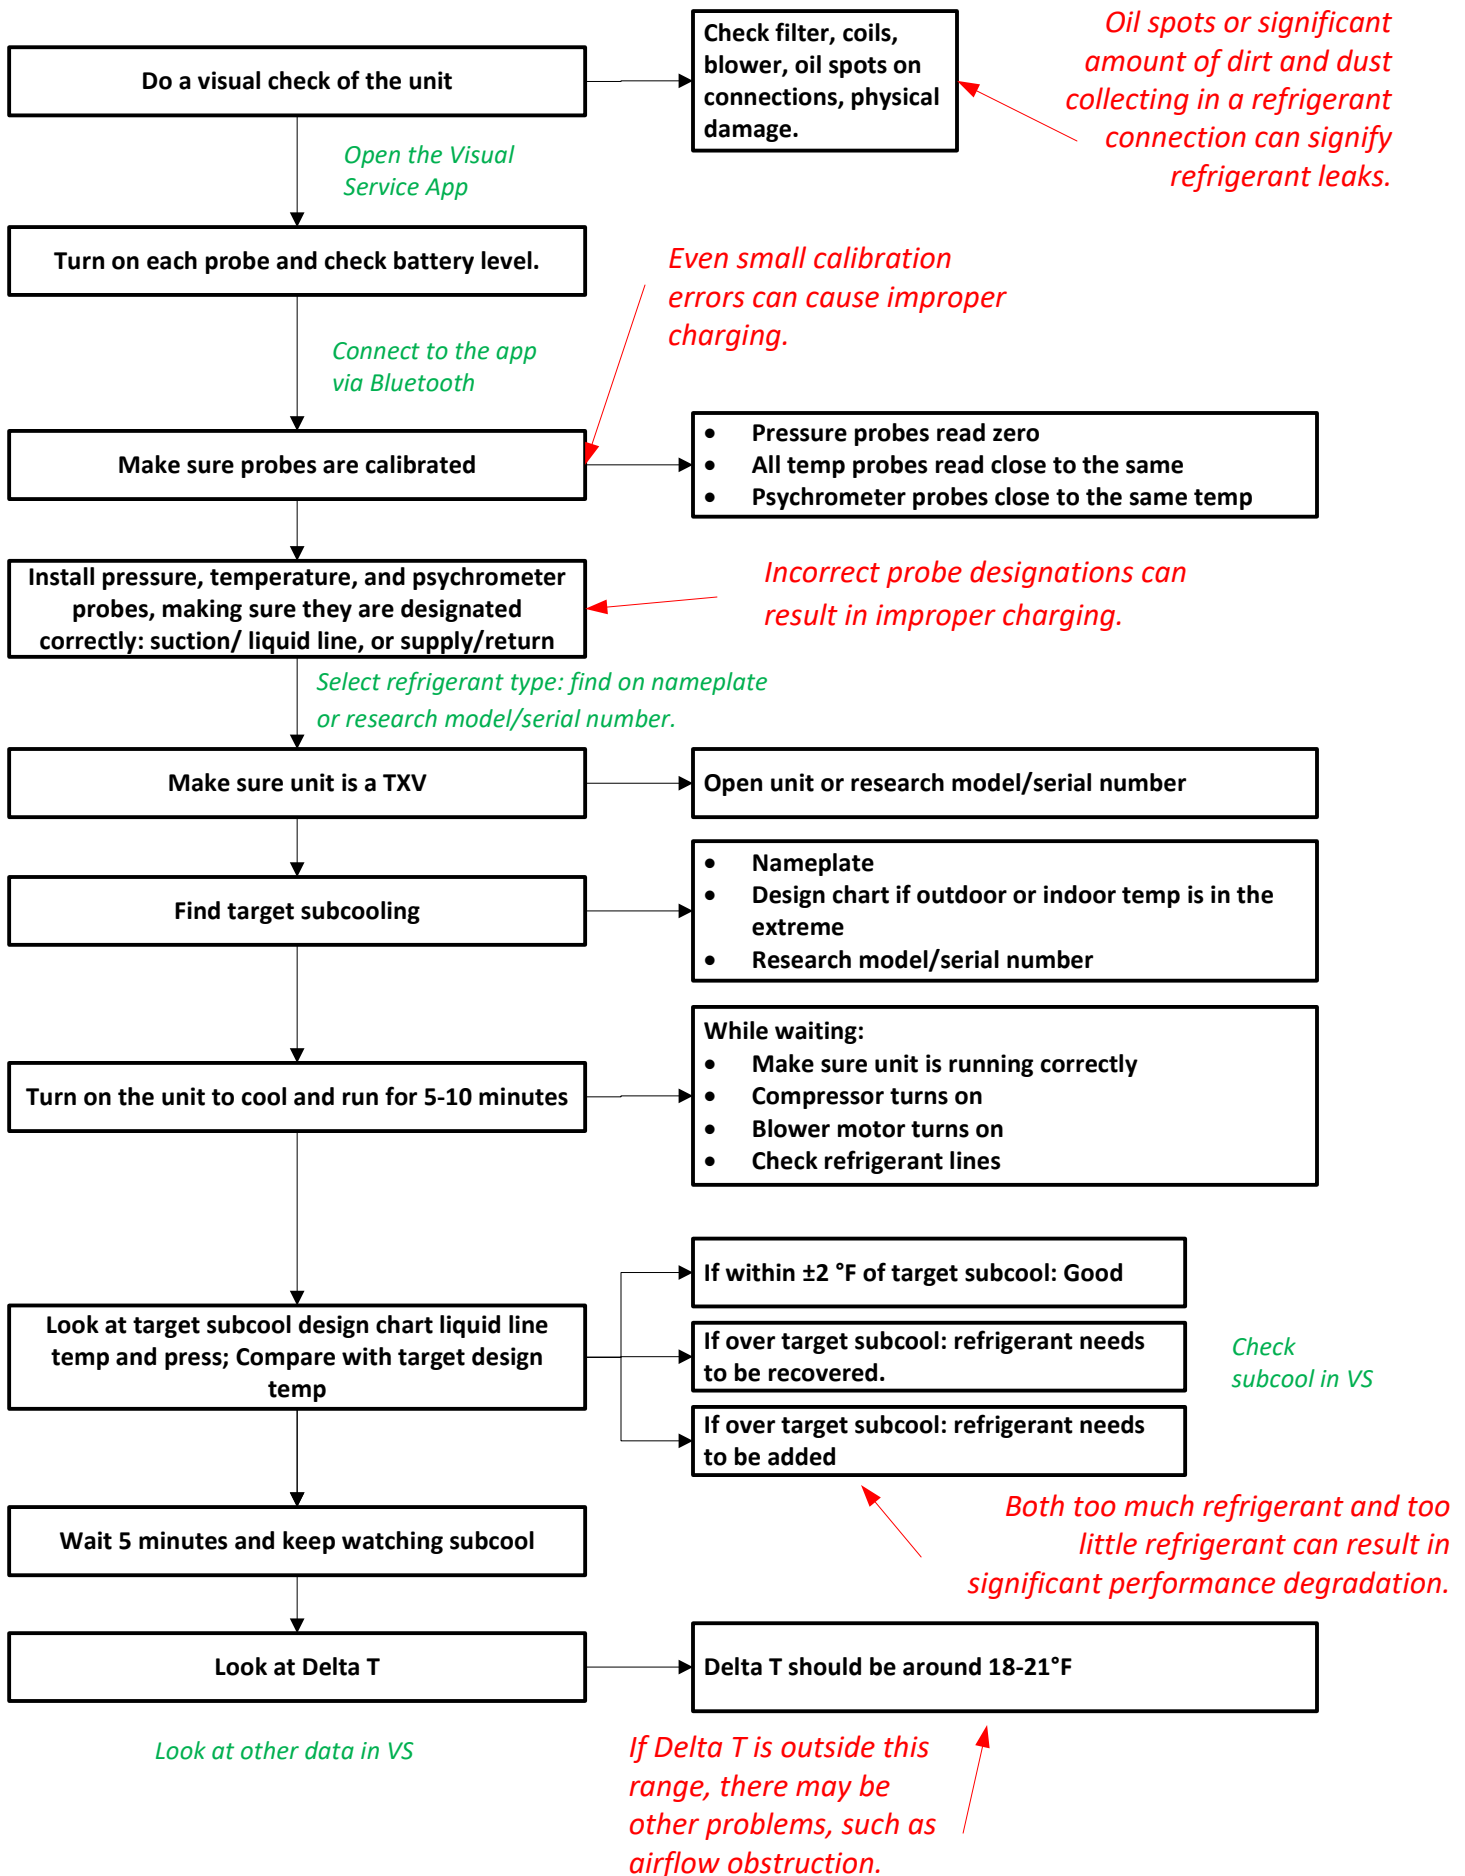 Do a visual check of the unit
Check filter, coils,
blower, oil spots on
connections, physical
damage.
Oil spots or significant
amount of dirt and dust
collecting in a refrigerant
connection can signify
refrigerant leaks.
Open the Visual
Service App
Turn on each probe and check battery level.
Even small calibration
errors can cause improper
charging.
Connect to the app
via Bluetooth
Make sure probes are calibrated
• Pressure probes read zero
• All temp probes read close to the same
• Psychrometer probes close to the same temp
Install pressure, temperature, and psychrometer
probes, making sure they are designated
correctly: suction/ liquid line, or supply/return
Incorrect probe designations can
result in improper charging.
Select refrigerant type: find on nameplate
or research model/serial number.
Make sure unit is a TXV
Open unit or research model/serial number
Find target subcooling
• Nameplate
• Design chart if outdoor or indoor temp is in the
extreme
• Research model/serial number
Turn on the unit to cool and run for 5-10 minutes
While waiting:
• Make sure unit is running correctly
• Compressor turns on
• Blower motor turns on
• Check refrigerant lines
Look at target subcool design chart liquid line
temp and press; Compare with target design
temp
If within ±2 °F of target subcool: Good
If over target subcool: refrigerant needs
to be recovered.
If over target subcool: refrigerant needs
to be added
Check
subcool in VS
Both too much refrigerant and too
little refrigerant can result in
significant performance degradation.
Wait 5 minutes and keep watching subcool
Look at Delta T
Delta T should be around 18-21°F
Look at other data in VS
If Delta T is outside this
range, there may be
other problems, such as
airflow obstruction.